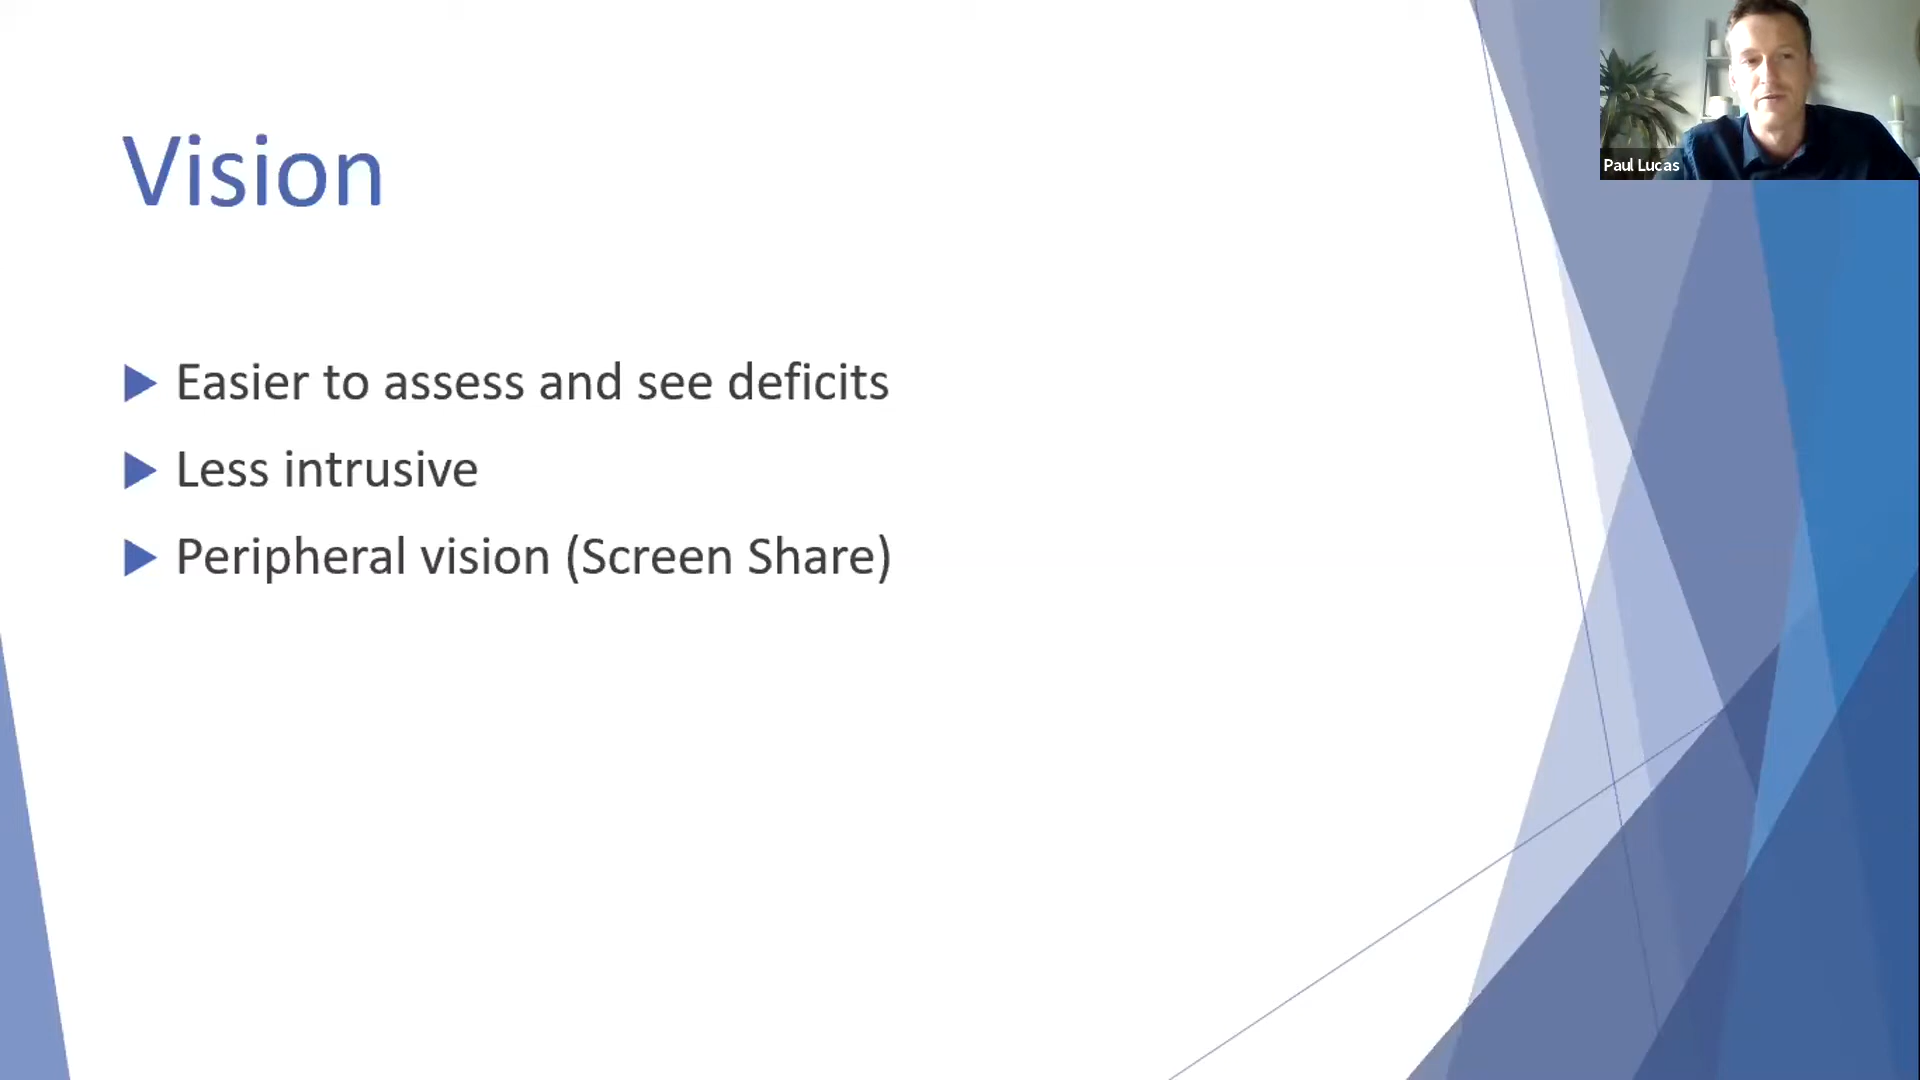 Vision
Easier to assess and see deficits
Less intrusive
Peripheral vision (Screen Share)
Paul Lucas